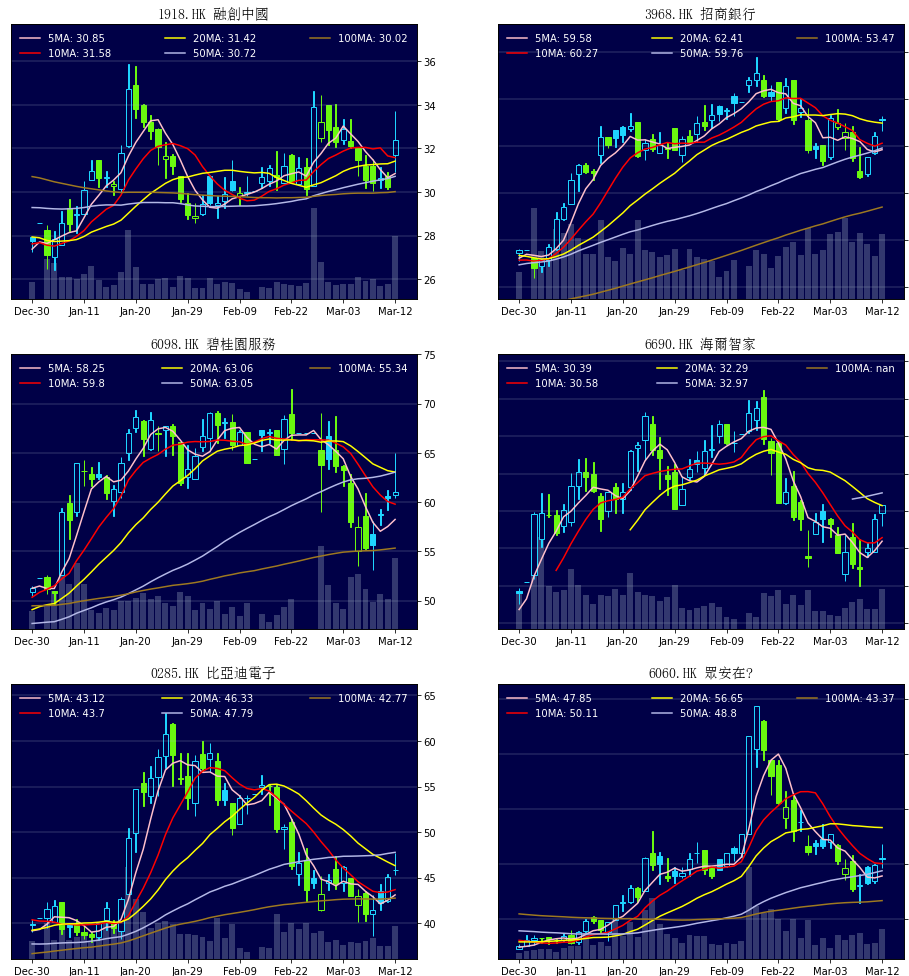 1918.HK 融創中國
5MA: 30.85 20MA: 31.42 100MA: 30.02
10MA: 31.58 50MA: 30.72
36
34
32
30
28
26
Dec-30 Jan-11 Jan-20 Jan-29 Feb-09 Feb-22 Mar-03 Mar-12
3968.HK 招商銀行
5MA: 59.58 20MA: 62.41 100MA: 53.47
10MA: 60.27 50MA: 59.76
Dec-30 Jan-11 Jan-20 Jan-29 Feb-09 Feb-22 Mar-03 Mar-12
6098.HK 碧桂園服務
5MA: 58.25 20MA: 63.06 100MA: 55.34
10MA: 59.8 50MA: 63.05
75
70
65
60
55
50
Dec-30 Jan-11 Jan-20 Jan-29 Feb-09 Feb-22 Mar-03 Mar-12
6690.HK 海爾智家
5MA: 30.39 20MA: 32.29 100MA: nan
10MA: 30.58 50MA: 32.97
Dec-30 Jan-11 Jan-20 Jan-29 Feb-09 Feb-22 Mar-03 Mar-12
0285.HK 比亞迪電子
5MA: 43.12 20MA: 46.33 100MA: 42.77
10MA: 43.7 50MA: 47.79
65
60
55
50
45
40
Dec-30 Jan-11 Jan-20 Jan-29 Feb-09 Feb-22 Mar-03 Mar-12
6060.HK 眾安在?
5MA: 47.85 20MA: 56.65 100MA: 43.37
10MA: 50.11 50MA: 48.8
Dec-30 Jan-11 Jan-20 Jan-29 Feb-09 Feb-22 Mar-03 Mar-12